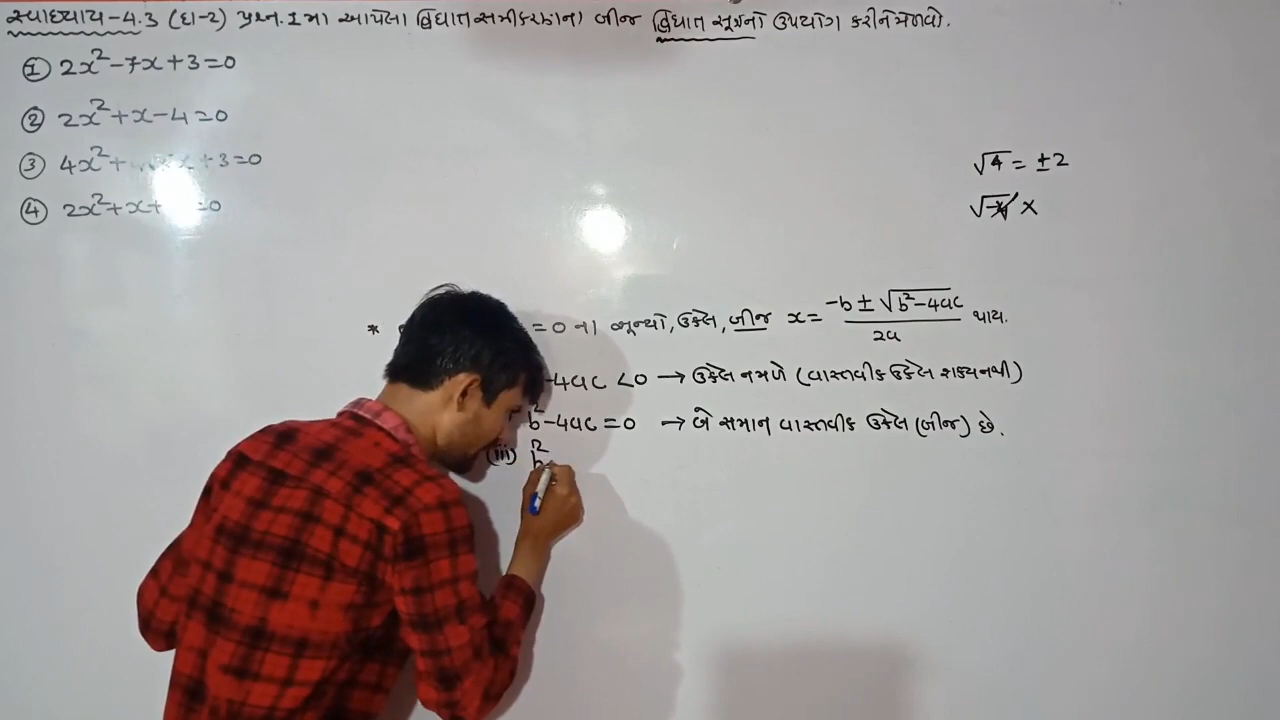 સ્વાધ્યાય-4.3 (દા-2) પ્રશ્ન.1માં આપેલા દ્વિઘાત સમીકરણના બીજ દ્વિઘાત સૂત્રનો ઉપયોગ કરીને મેળવો.
① 2x²-7x+3=0
② 2x²+x-4=0
③ 4x²+ x+3=0
④ 2x²+x+ =0
√4 = ±2
√-4 ×
* =0 ના શૂન્યો, ઉકેલ, બીજ x= -b±√b²-4ac / 2a થાય.
-4ac <0 → ઉકેલ ન મળે (વાસ્તવીક ઉકેલ શક્ય નથી)
b²-4ac=0 → બે સમાન વાસ્તવીક ઉકેલ (બીજ) છે.
(iii) b²